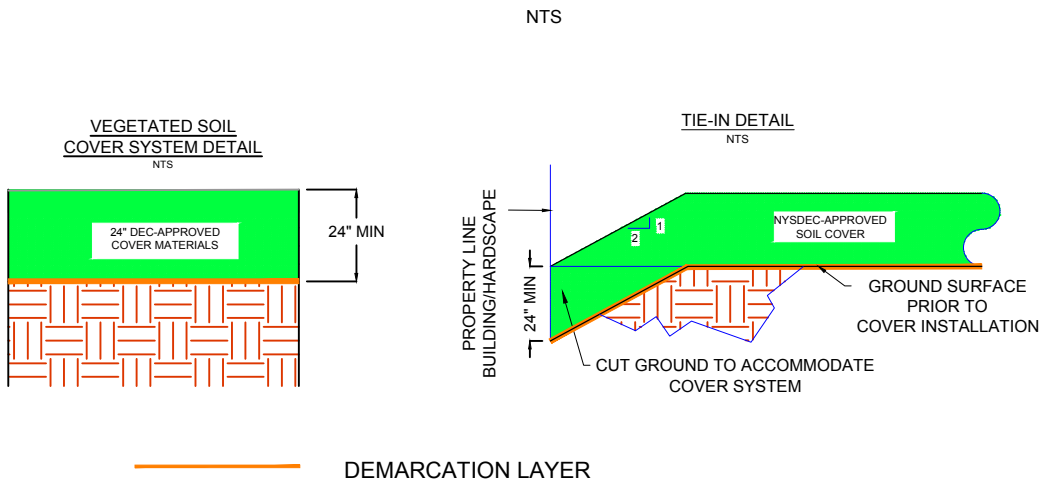 NTS
VEGETATED SOIL
COVER SYSTEM DETAIL
NTS
24" DEC-APPROVED
COVER MATERIALS
24" MIN
TIE-IN DETAIL
NTS
PROPERTY LINE
BUILDING/HARDSCAPE
1
2
NYSDEC-APPROVED
SOIL COVER
24" MIN
GROUND SURFACE
PRIOR TO
COVER INSTALLATION
CUT GROUND TO ACCOMMODATE
COVER SYSTEM
DEMARCATION LAYER